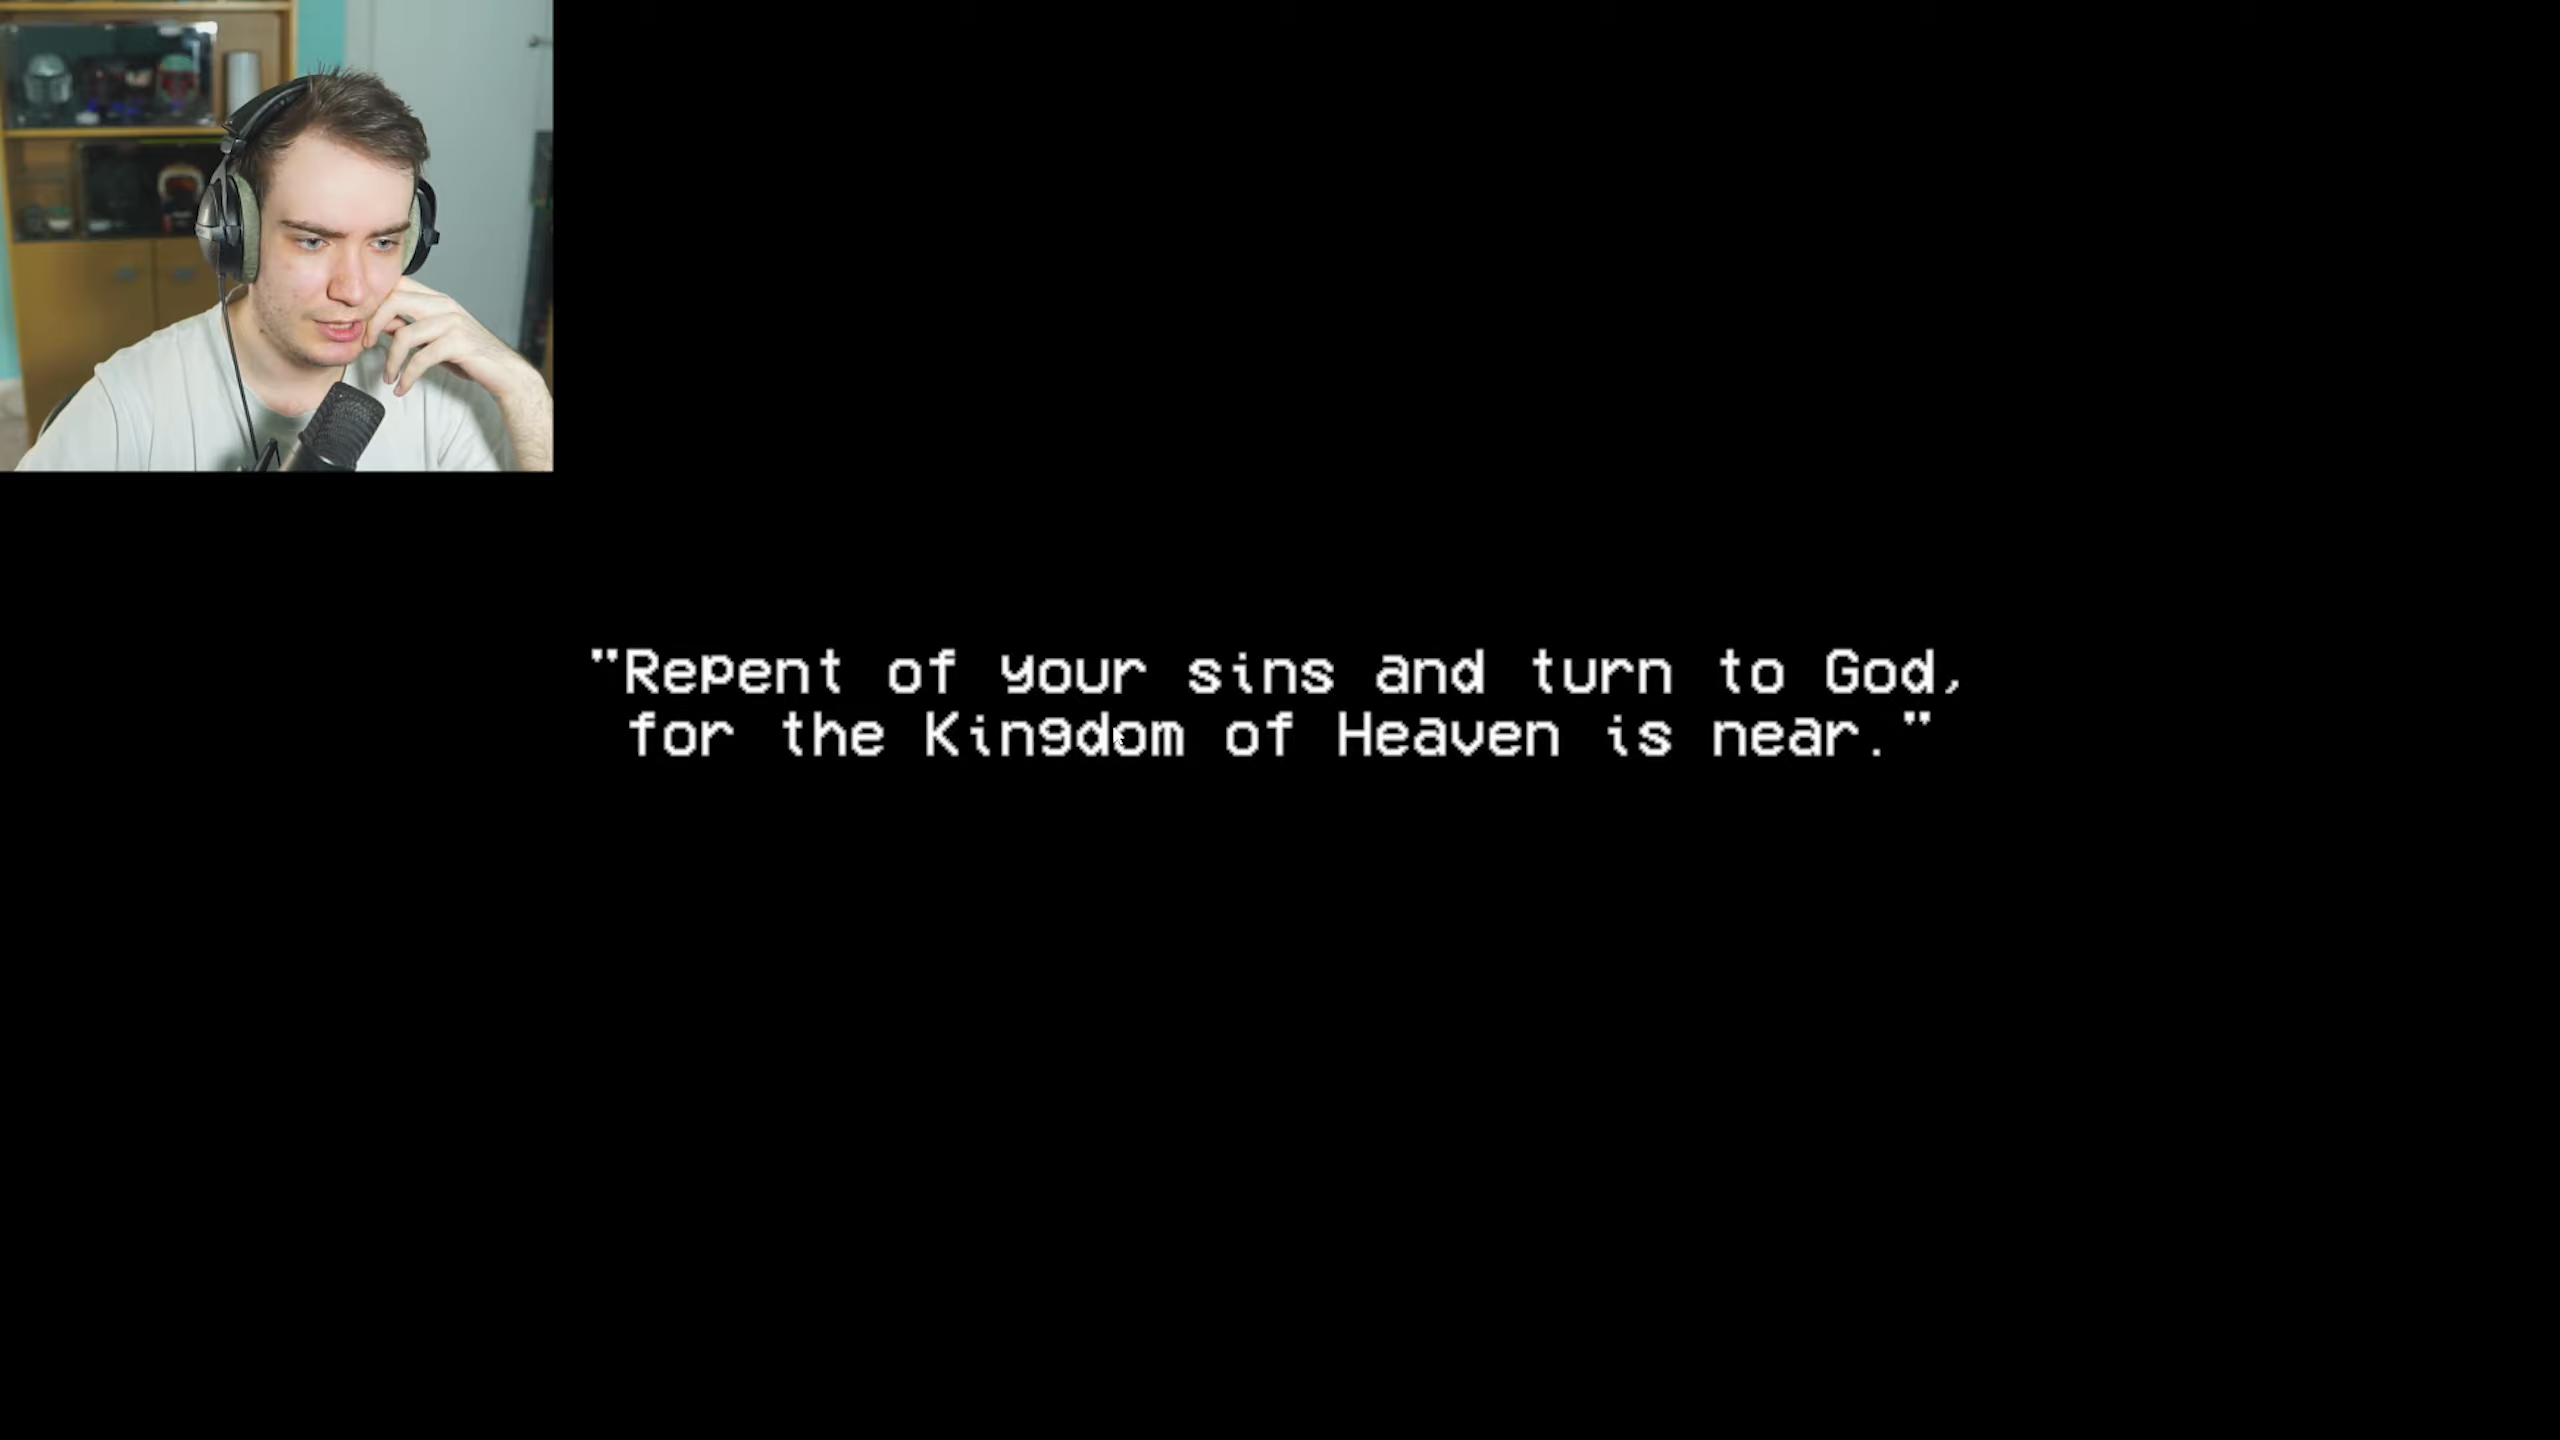 "Repent of your sins and turn to God,
for the Kingdom of Heaven is near."